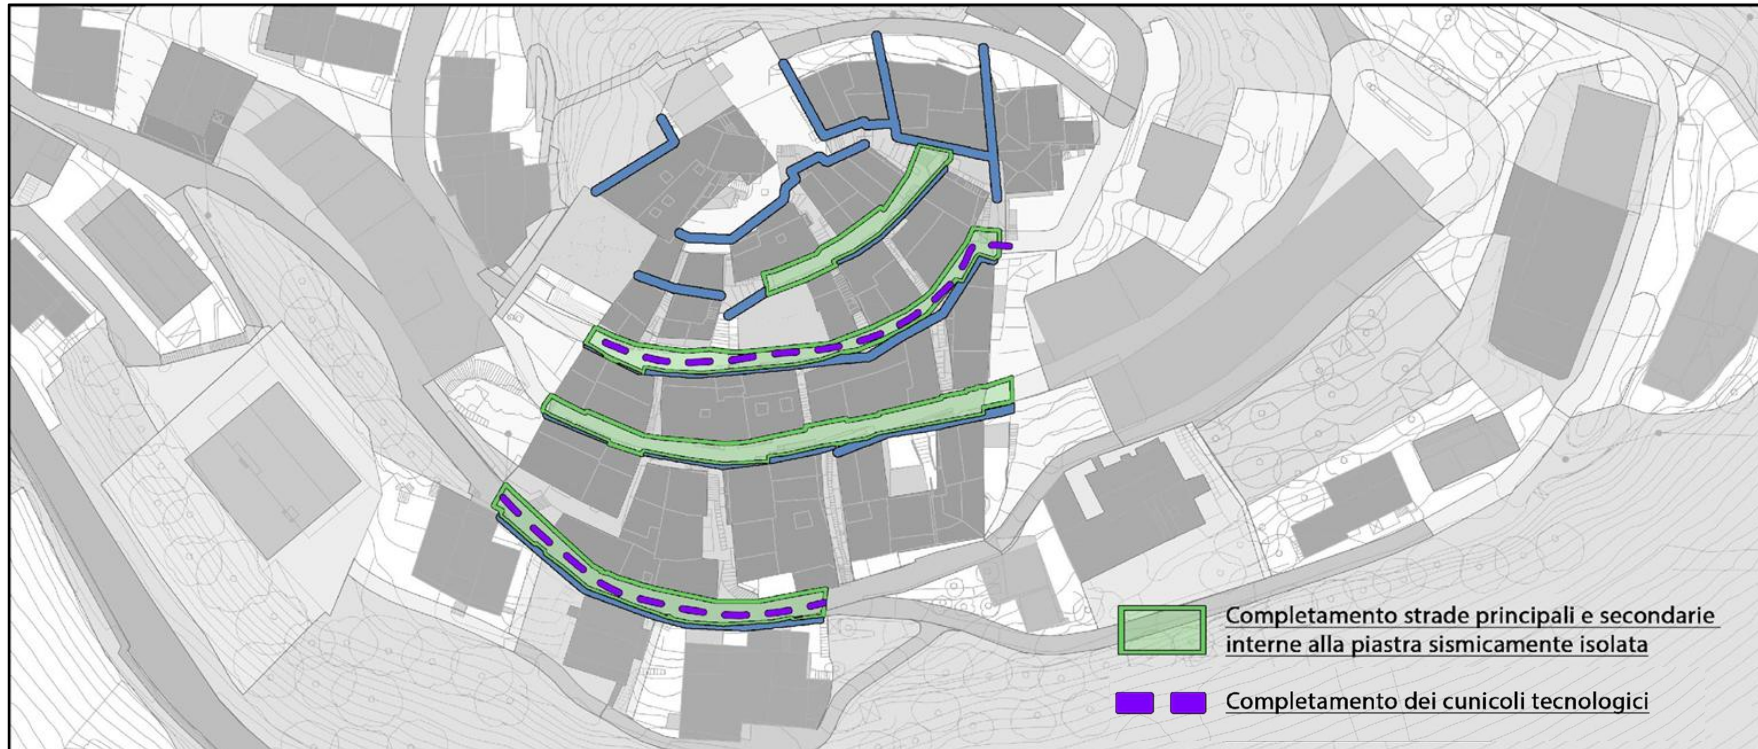 Completamento strade principali e secondarie
interne alla piastra sismicamente isolata
Completamento dei cunicoli tecnologici